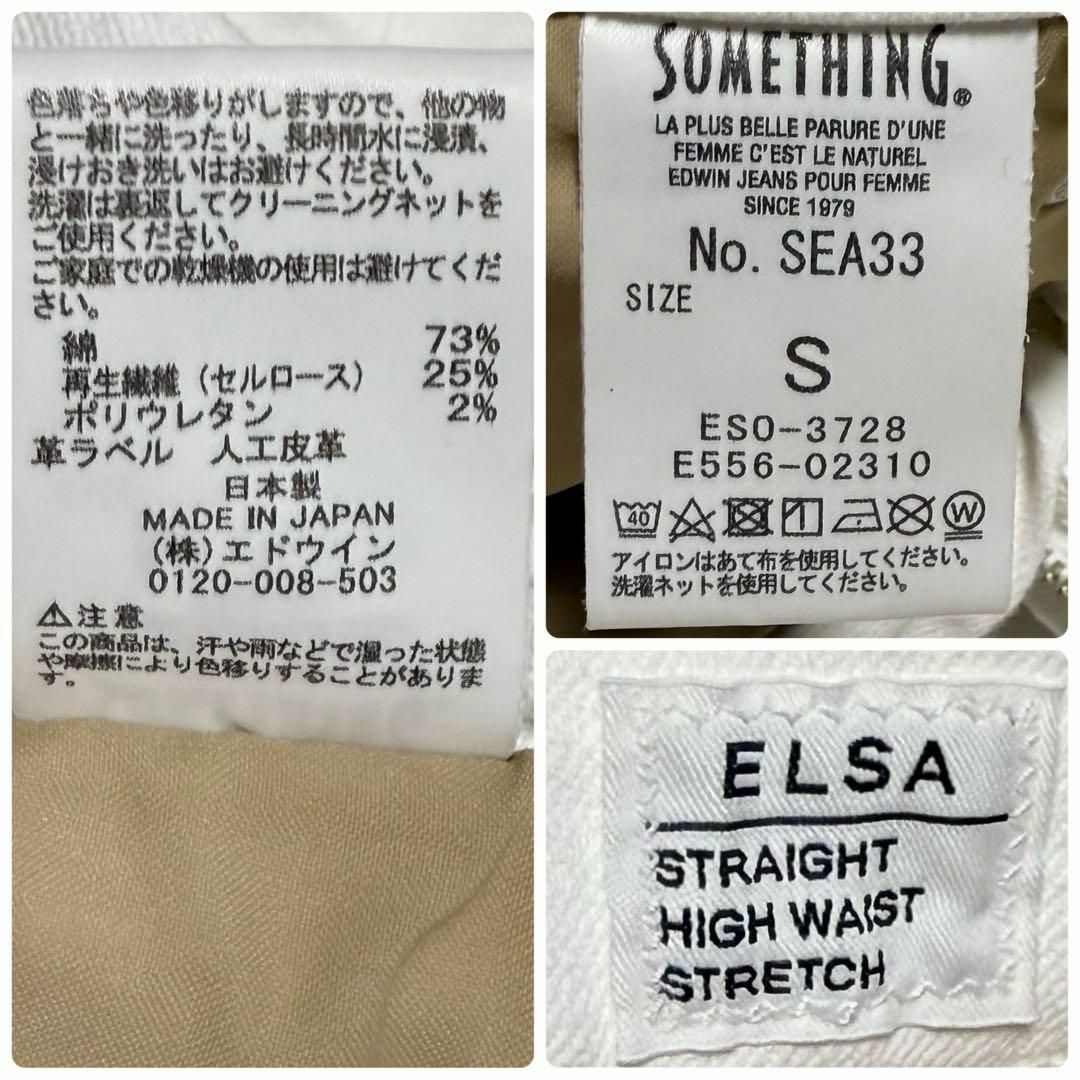 色落ちや色移りがしますので、他の物
と一緒に洗ったり、長時間水に浸漬、
浸けおき洗いはお避けください。
洗濯は裏返してクリーニングネットを
ご使用ください。
ご家庭での乾燥機の使用は避けてくだ
さい。
綿 73%
再生繊維（セルロース） 25%
ポリウレタン 2%
革ラベル 人工皮革
日本製
MADE IN JAPAN
（株）エドウイン
0120-008-503
⚠注意
この商品は、汗や雨などで湿った状態
や摩擦により色移りすることがありま
す。
SOMETHING®
LA PLUS BELLE PARURE D'UNE
FEMME C'EST LE NATUREL
EDWIN JEANS POUR FEMME
SINCE 1979
No. SEA33
SIZE
S
ESO-3728
E556-02310
40 W
アイロンはあて布を使用してください。
洗濯ネットを使用してください。
ELSA
STRAIGHT
HIGH WAIST
STRETCH